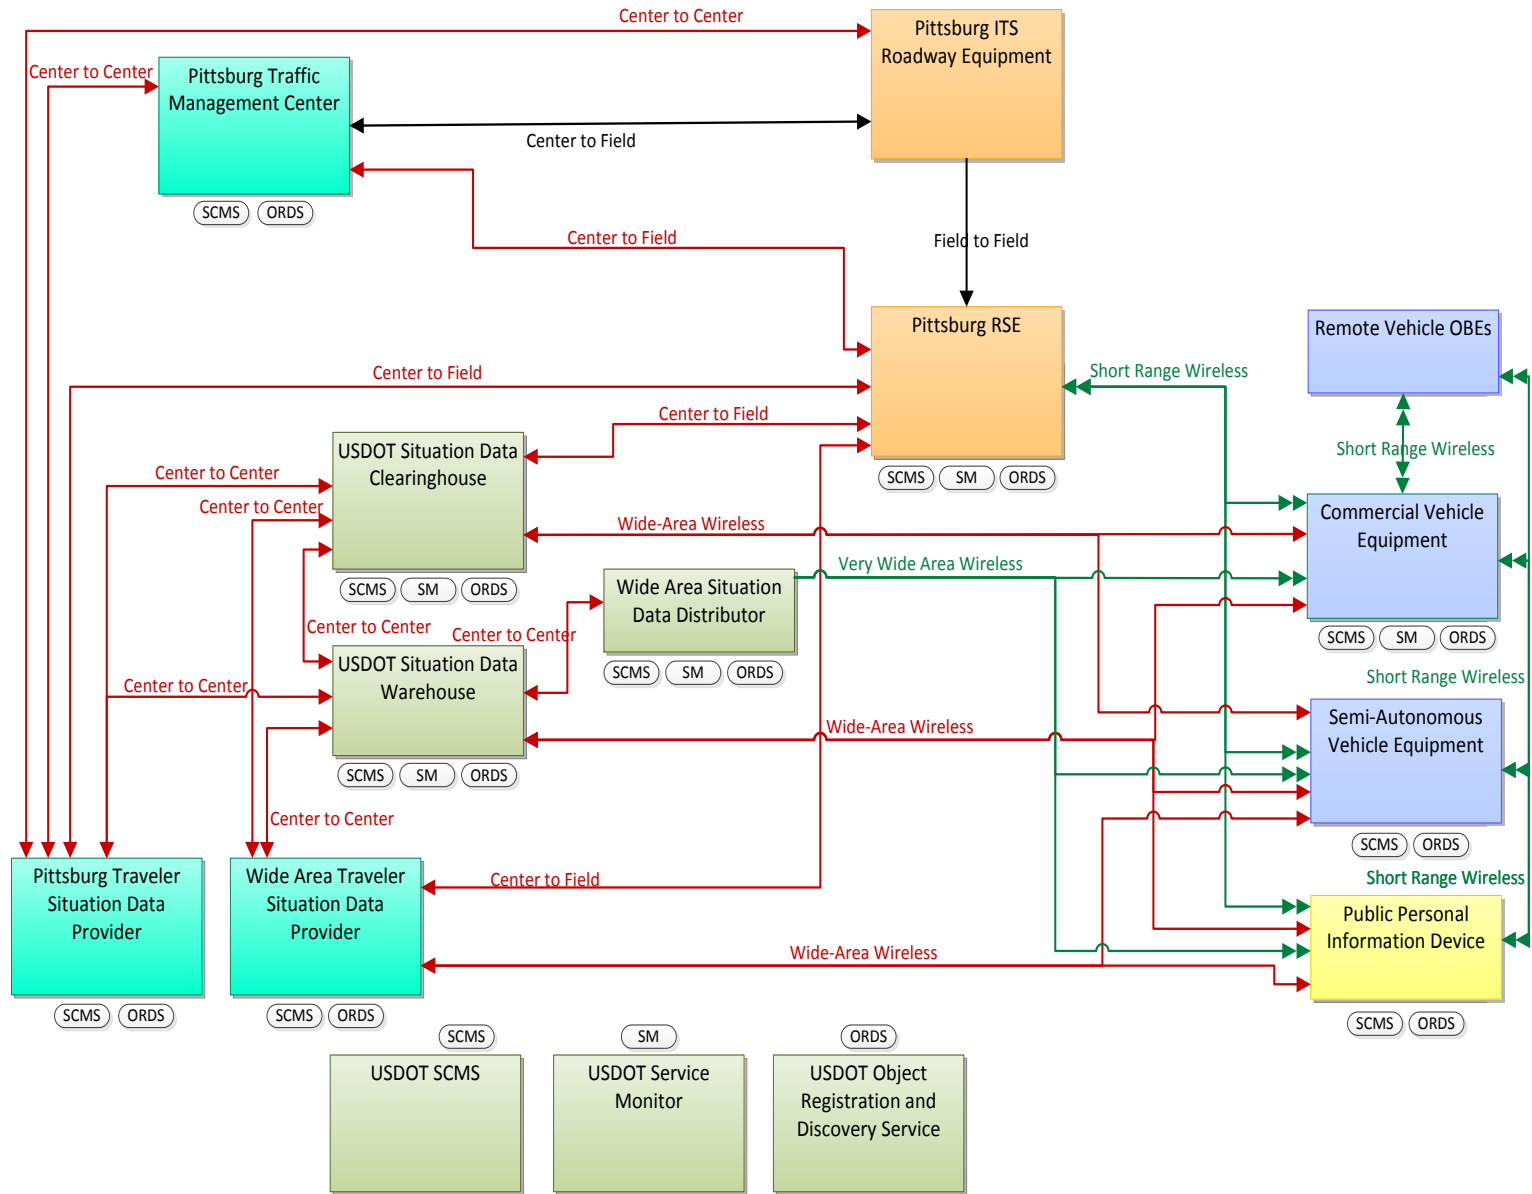 Center to Center
Pittsburg ITS
Roadway Equipment
Center to Center
Pittsburg Traffic
Management Center
Center to Field
SCMS
ORDS
Center to Field
Field to Field
Pittsburg RSE
Remote Vehicle OBEs
Center to Field
Short Range Wireless
Center to Field
USDOT Situation Data
Clearinghouse
Short Range Wireless
Center to Center
SCMS
SM
ORDS
Center to Center
Commercial Vehicle
Equipment
Wide-Area Wireless
Very Wide Area Wireless
SCMS
SM
ORDS
Wide Area Situation
Data Distributor
Center to Center
Center to Center
SCMS
SM
ORDS
USDOT Situation Data
Warehouse
SCMS
SM
ORDS
Center to Center
Short Range Wireless
Semi-Autonomous
Vehicle Equipment
Wide-Area Wireless
SCMS
SM
ORDS
Center to Center
SCMS
ORDS
Pittsburg Traveler
Situation Data
Provider
Wide Area Traveler
Situation Data
Provider
Center to Field
Short Range Wireless
Public Personal
Information Device
Wide-Area Wireless
SCMS
ORDS
SCMS
ORDS
SCMS
ORDS
SCMS
SM
ORDS
USDOT SCMS
USDOT Service
Monitor
USDOT Object
Registration and
Discovery Service